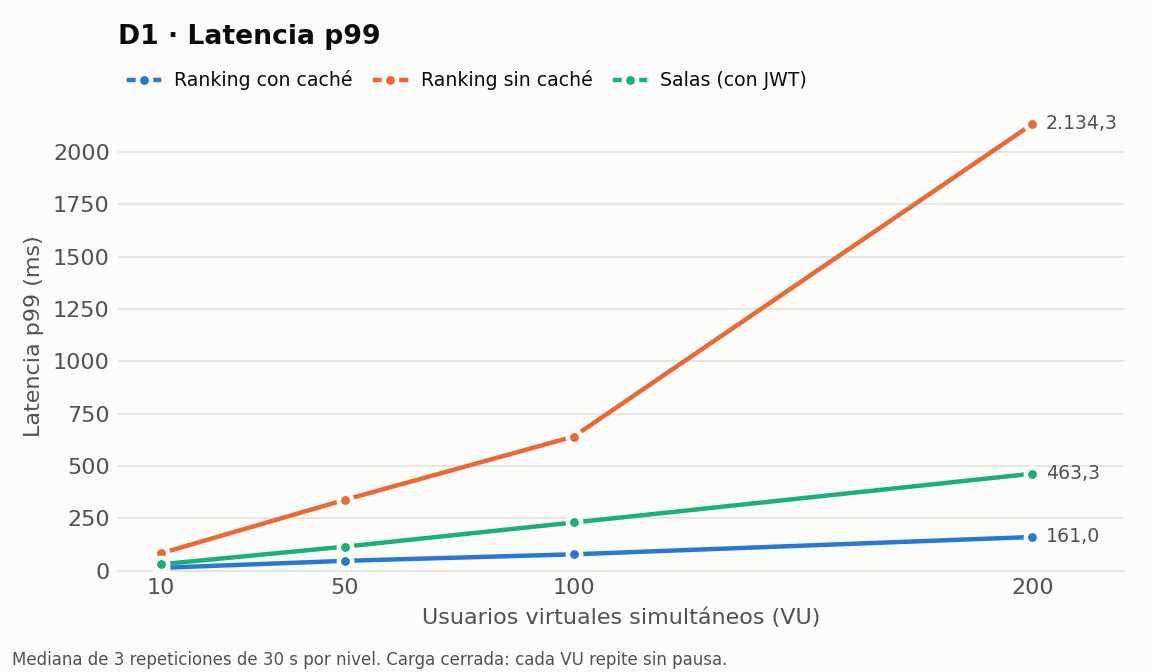 D1 · Latencia p99
Ranking con caché Ranking sin caché Salas (con JWT)
2.134,3
2000
1750
1500
1250
1000
750
500
463,3
250
161,0
0
Latencia p99 (ms)
10 50 100 200
Usuarios virtuales simultáneos (VU)
Mediana de 3 repeticiones de 30 s por nivel. Carga cerrada: cada VU repite sin pausa.